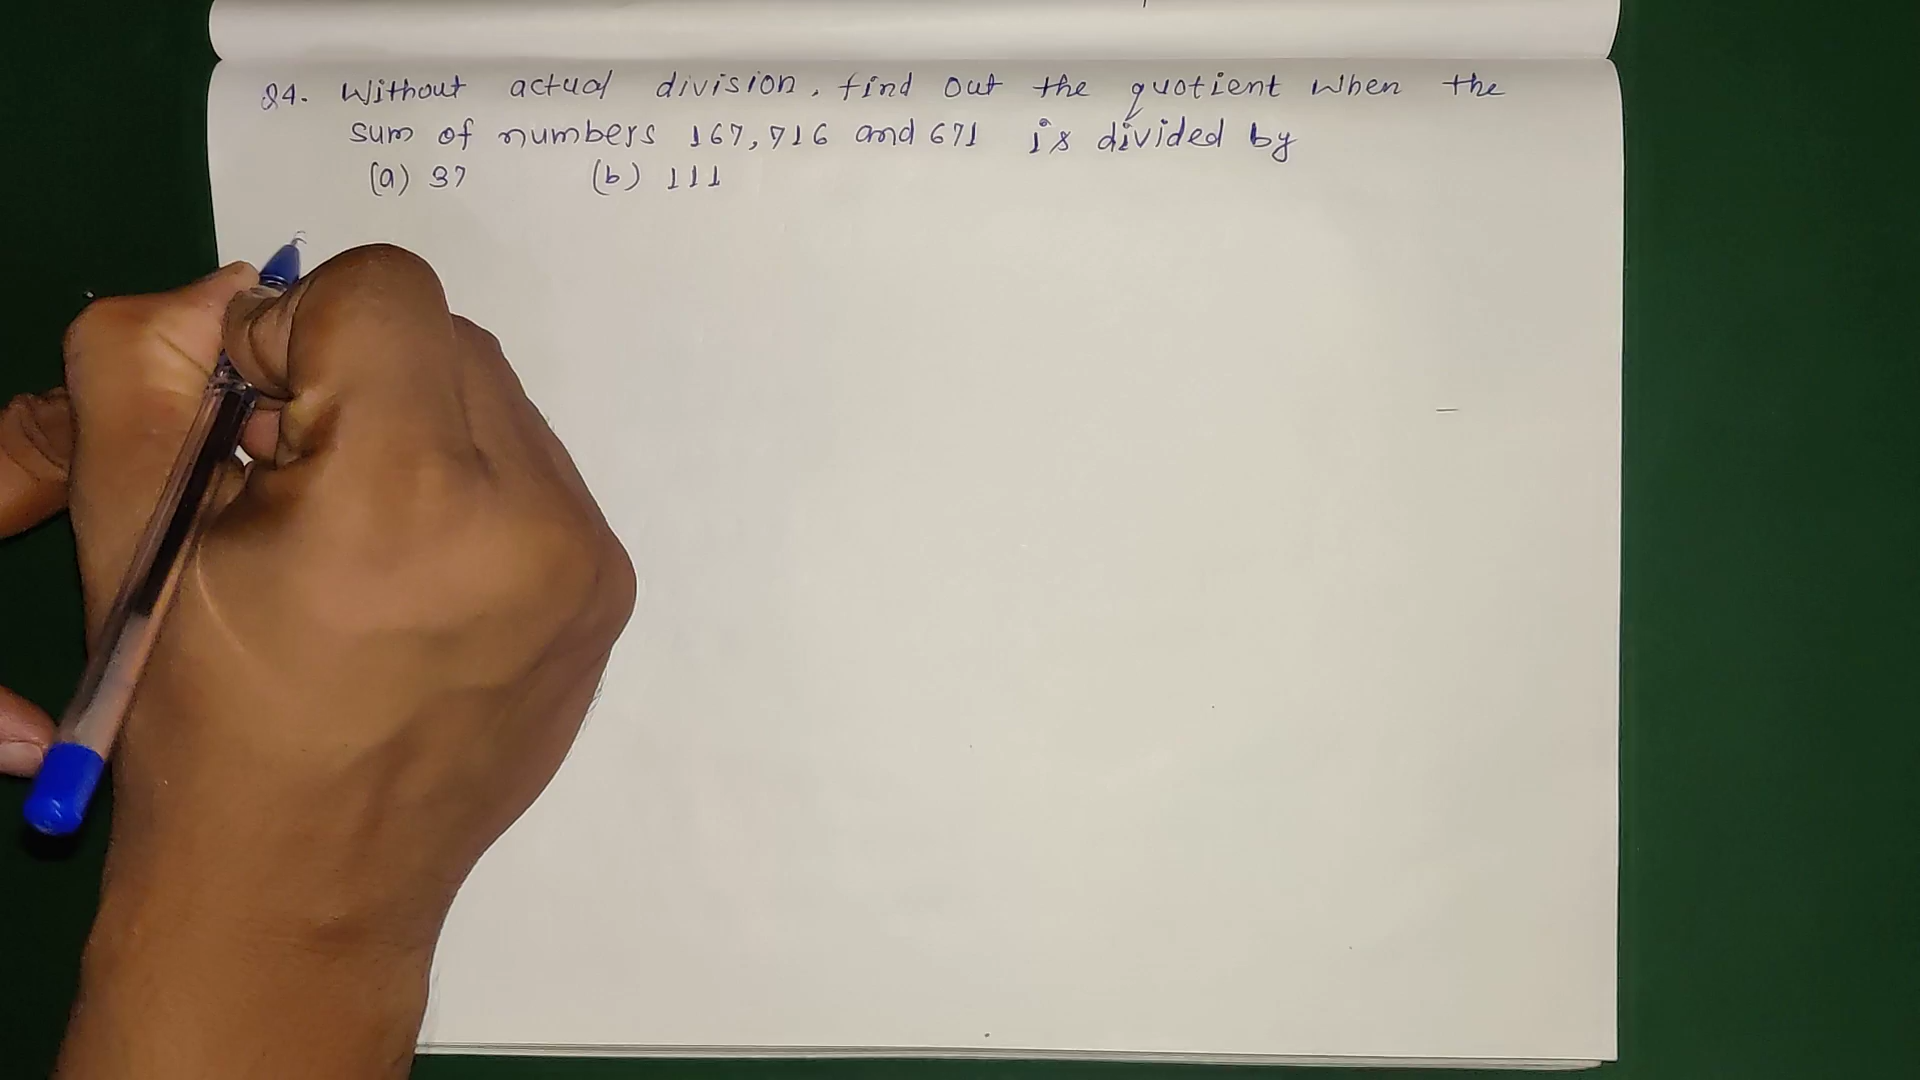 Q4. Without actual division, find out the quotient when the
sum of numbers 167, 716 and 671 is divided by
(a) 37 (b) 111